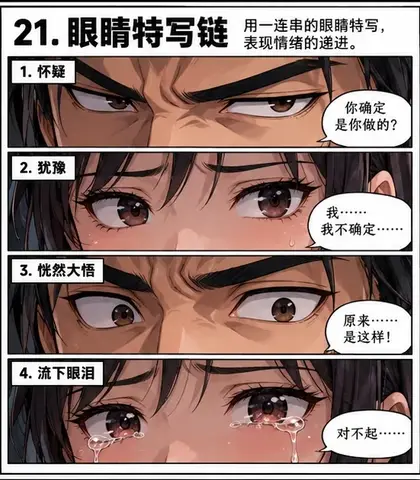 21. 眼睛特写链
用一连串的眼睛特写，
表现情绪的递进。
1. 怀疑
你确定
是你做的？
2. 犹豫
我……
我不确定……
3. 恍然大悟
原来……
是这样！
4. 流下眼泪
对不起……